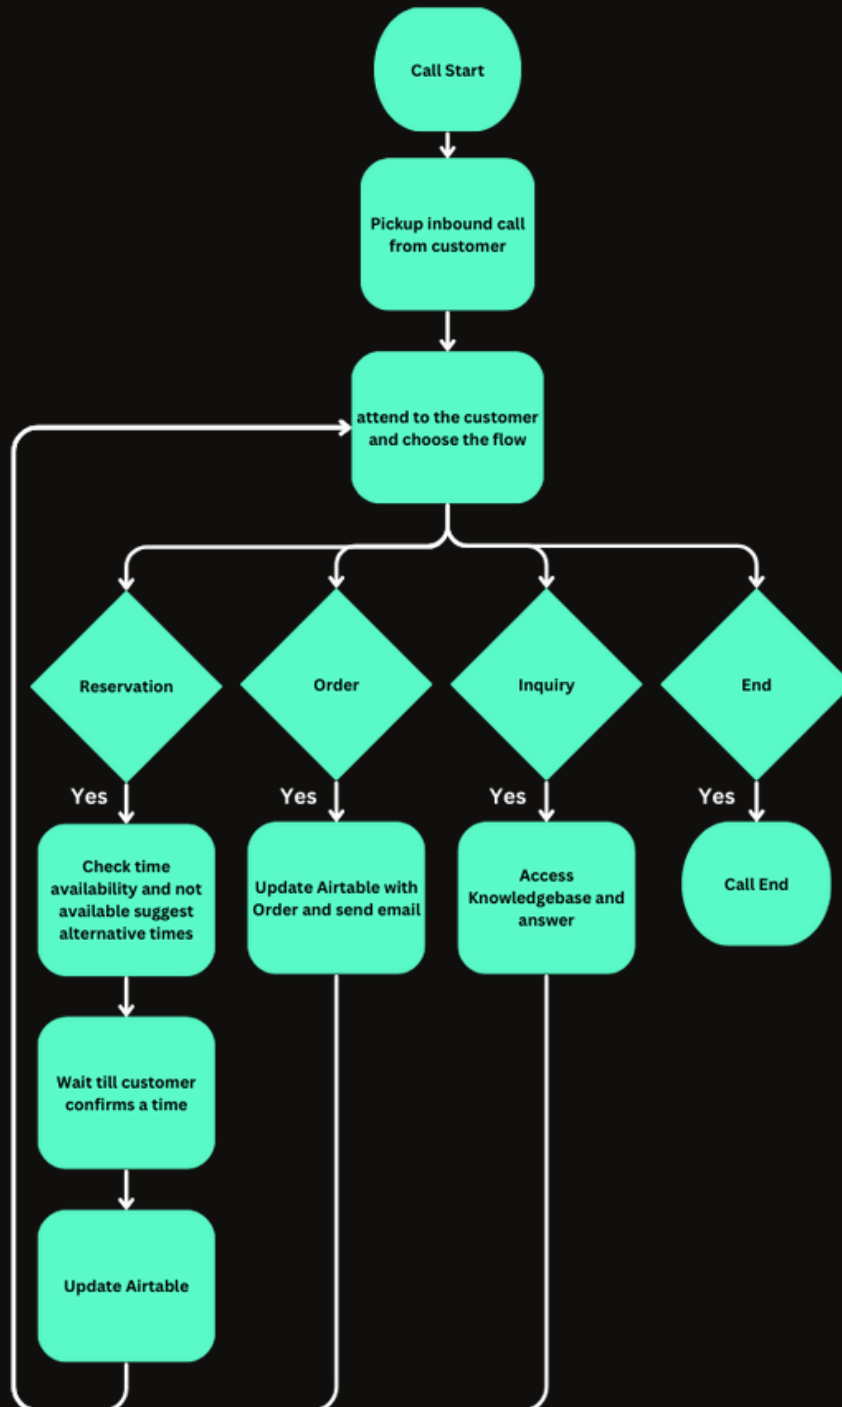 Call Start
Pickup inbound call
from customer
attend to the customer
and choose the flow
Reservation
Order
Inquiry
End
Yes
Yes
Yes
Yes
Check time
availability and not
available suggest
alternative times
Update Airtable with
Order and send email
Access
Knowledgebase and
answer
Call End
Wait till customer
confirms a time
Update Airtable